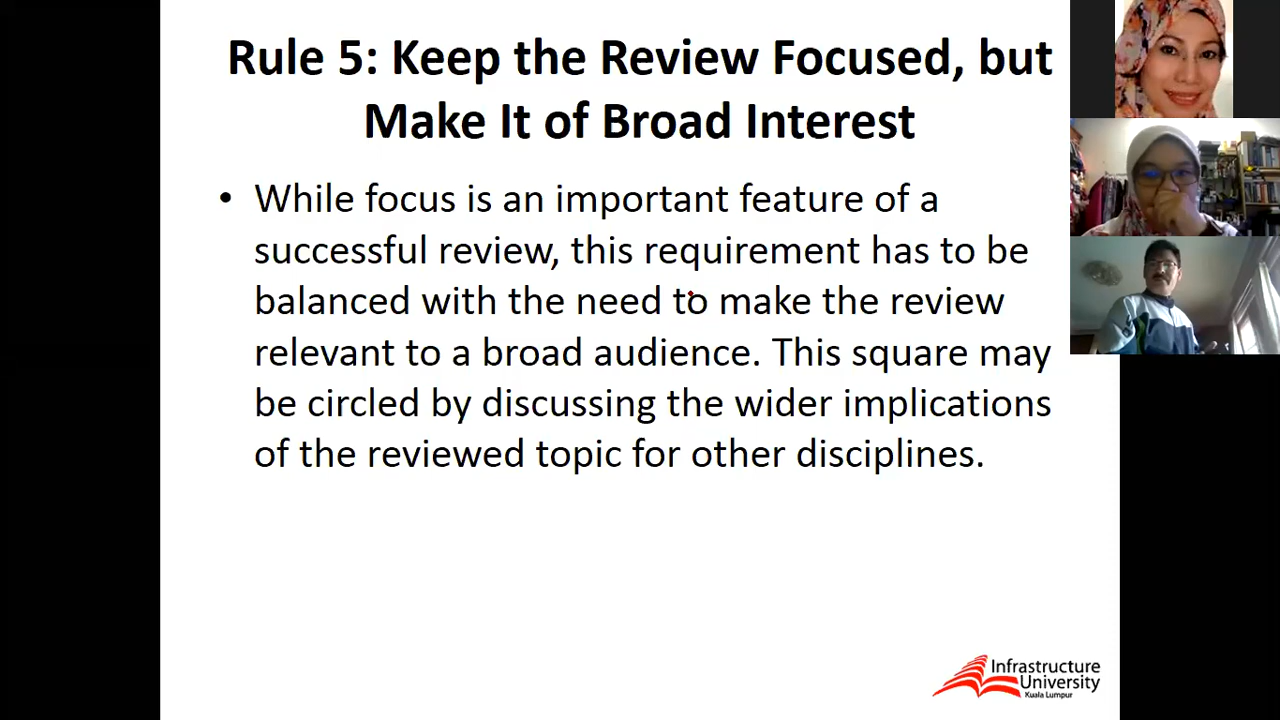 Rule 5: Keep the Review Focused, but
Make It of Broad Interest
• While focus is an important feature of a
successful review, this requirement has to be
balanced with the need to make the review
relevant to a broad audience. This square may
be circled by discussing the wider implications
of the reviewed topic for other disciplines.
Infrastructure
University
Kuala Lumpur